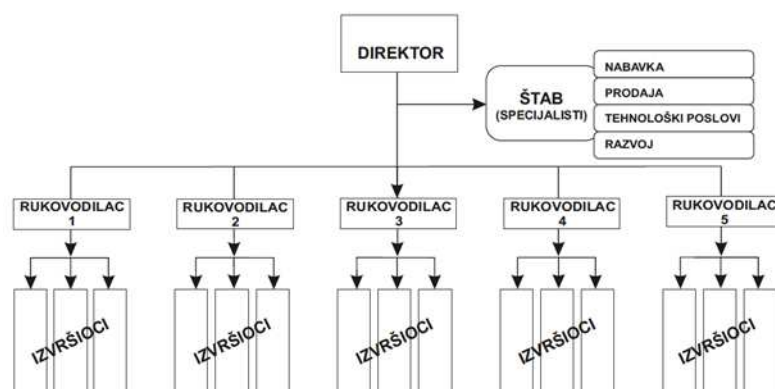 DIREKTOR
ŠTAB
(SPECIJALISTI)
NABAVKA
PRODAJA
TEHNOLOŠKI POSLOVI
RAZVOJ
RUKOVODILAC
1
RUKOVODILAC
2
RUKOVODILAC
3
RUKOVODILAC
4
RUKOVODILAC
5
IZVRŠIOCI
IZVRŠIOCI
IZVRŠIOCI
IZVRŠIOCI
IZVRŠIOCI